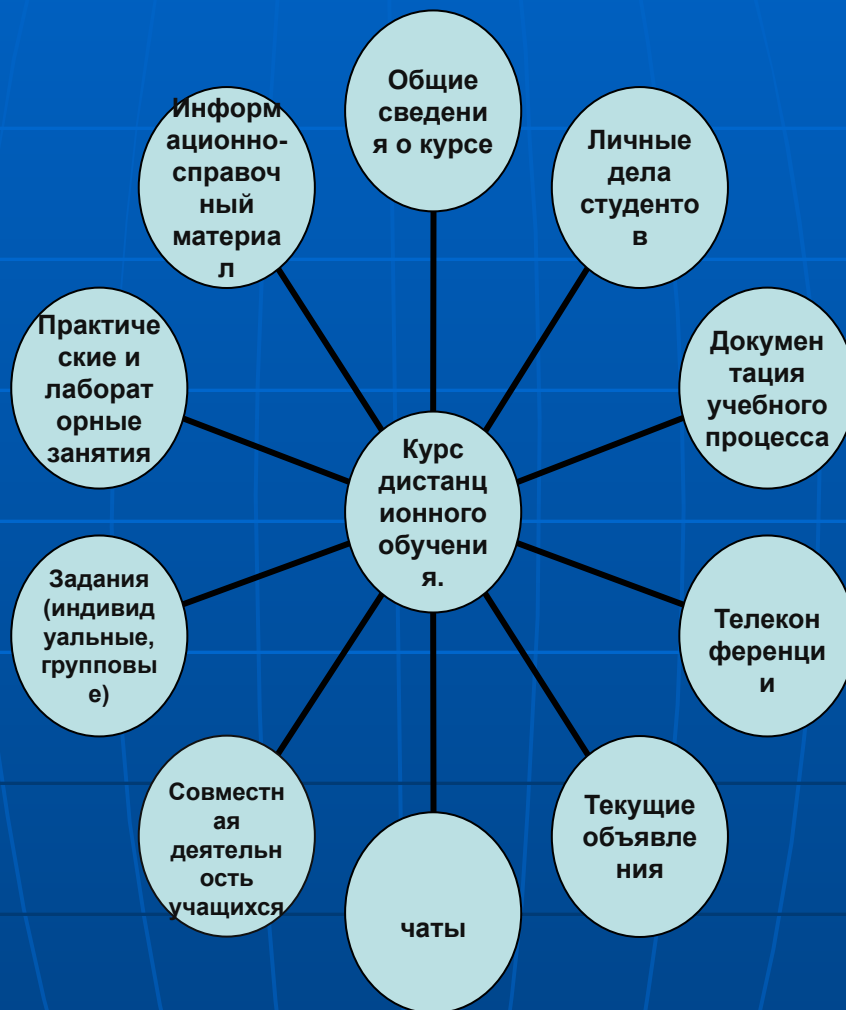 Общие
сведени
я о курсе
Информ
ационно-
справоч
ный
материа
л
Личные
дела
студенто
в
Практиче
ские и
лаборат
орные
занятия
Докумен
тация
учебного
процесса
Курс
дистанц
ионного
обучени
я.
Задания
(индивид
уальные,
групповы
е)
Телекон
ференци
и
Совместн
ая
деятельн
ость
учащихся
Текущие
объявле
ния
чаты